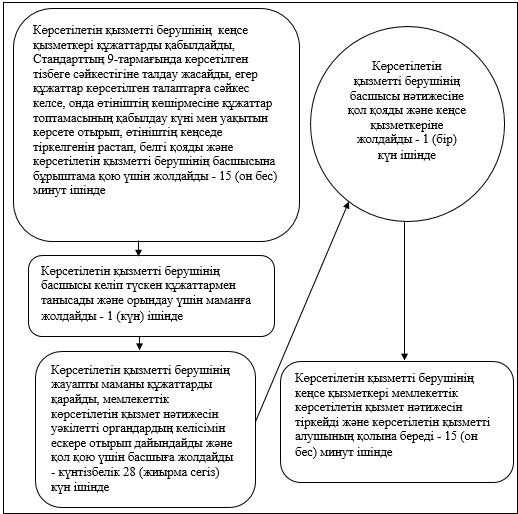 Көрсетілетін қызметті берушінің  кеңсе
қызметкері құжаттарды қабылдайды,
Стандарттың 9-тармағында көрсетілген
тізбеге сәйкестігіне талдау жасайды, егер
құжаттар көрсетілген талаптарға сәйкес
келсе, онда өтініштің көшірмесіне құжаттар
топтамасының қабылдау күні мен уақытын
көрсете отырып, өтініштің кеңседе
тіркелгенін растап, белгі қояды және
көрсетілетін қызметті берушінің басшысына
бұрыштама қою үшін жолдайды - 15 (он бес)
минут ішінде
Көрсетілетін қызметті берушінің
басшысы келіп түскен құжаттармен
танысады және орындау үшін маманға
жолдайды - 1 (күн) ішінде
Көрсетілетін қызметті берушінің
жауапты маманы құжаттарды
қарайды, мемлекеттік
көрсетілетін қызмет нәтижесін
уәкілетті органдардың келісімін
ескере отырып дайындайды және
қол қою үшін басшыға жолдайды
- күнтізбелік 28 (жиырма сегіз)
күн ішінде
Көрсетілетін
қызметті берушінің
басшысы нәтижесіне
қол қояды және кеңсе
қызметкеріне
жолдайды - 1 (бір)
күн ішінде
Көрсетілетін қызметті берушінің
кеңсе қызметкері мемлекеттік
көрсетілетін қызмет нәтижесін
тіркейді және көрсетілетін қызметті
алушының қолына береді - 15 (он
бес) минут ішінде